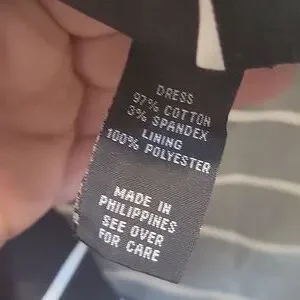 DRESS
97% COTTON
3% SPANDEX
LINING
100% POLYESTER
MADE IN
PHILIPPINES
SEE OVER
FOR CARE